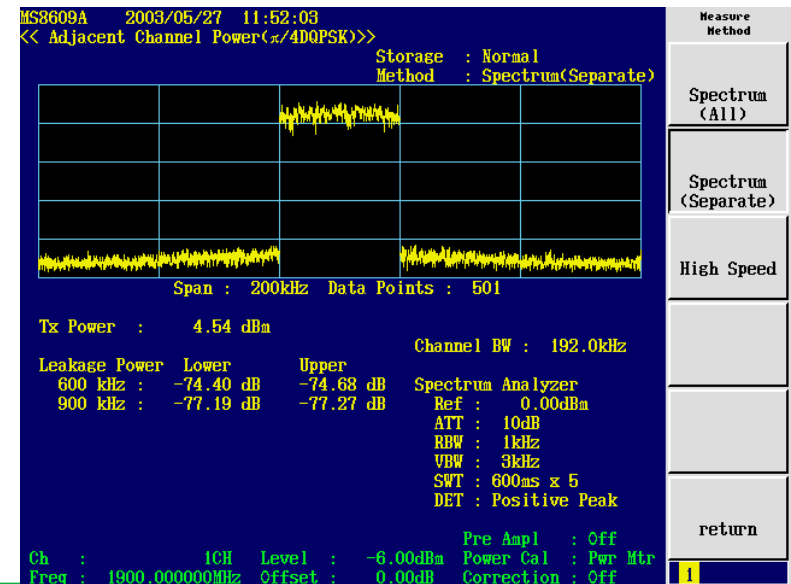 MS8609A 2003/05/27 11:52:03
<< Adjacent Channel Power(π/4DQPSK)>>
Storage : Normal
Method : Spectrum(Separate)
Span : 200kHz Data Points : 501
Tx Power : 4.54 dBm
Channel BW : 192.0kHz
Leakage Power Lower Upper
600 kHz : -74.40 dB -74.68 dB
900 kHz : -77.19 dB -77.27 dB
Spectrum Analyzer
Ref : 0.00dBm
ATT : 10dB
RBW : 1kHz
VBW : 3kHz
SWT : 600ms x 5
DET : Positive Peak
Pre Ampl : Off
Ch : 1CH Level : -6.00dBm Power Cal : Pwr Mtr
Freq : 1900.000000MHz Offset : 0.00dB Correction : Off
Measure
Method
Spectrum
(All)
Spectrum
(Separate)
High Speed
return
1